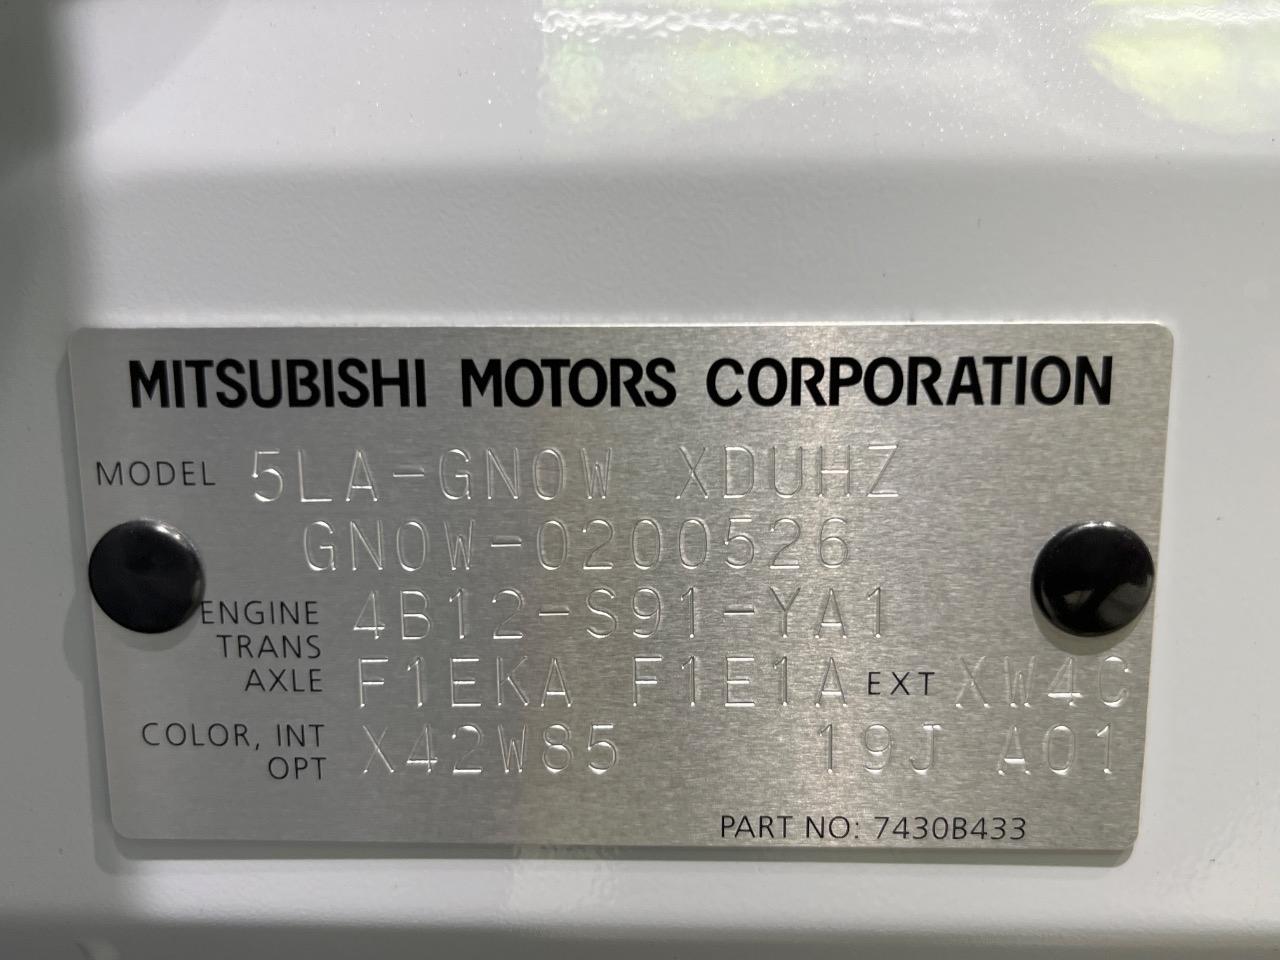 MITSUBISHI MOTORS CORPORATION
MODEL 5LA-GN0W XDUHZ
GN0W-0200526
ENGINE 4B12-S91-YA1
TRANS
AXLE F1EKA F1E1A EXT XW4C
COLOR, INT
OPT X42W85 19J A01
PART NO: 7430B433